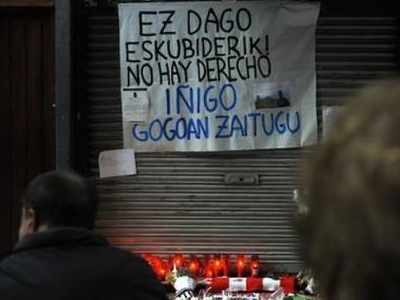 EZ DAGO
ESKUBIDERIK!
NO HAY DERECHO
IÑIGO
GOGOAN ZAITUGU